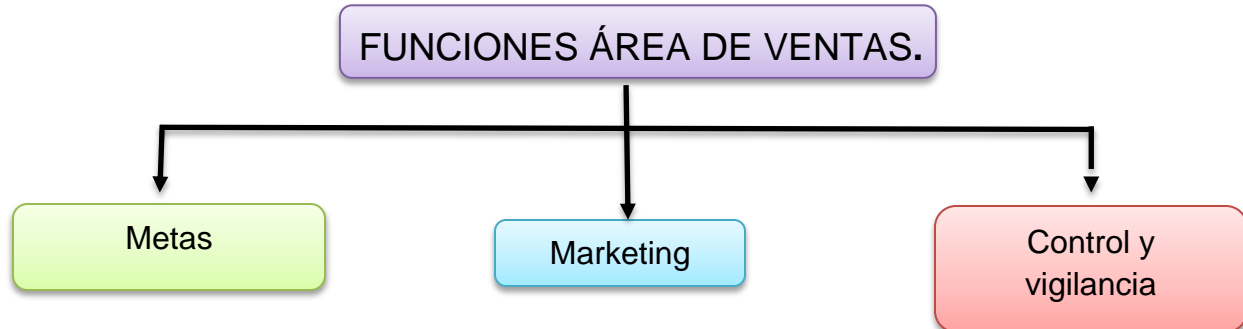 FUNCIONES ÁREA DE VENTAS.
Metas
Marketing
Control y
vigilancia